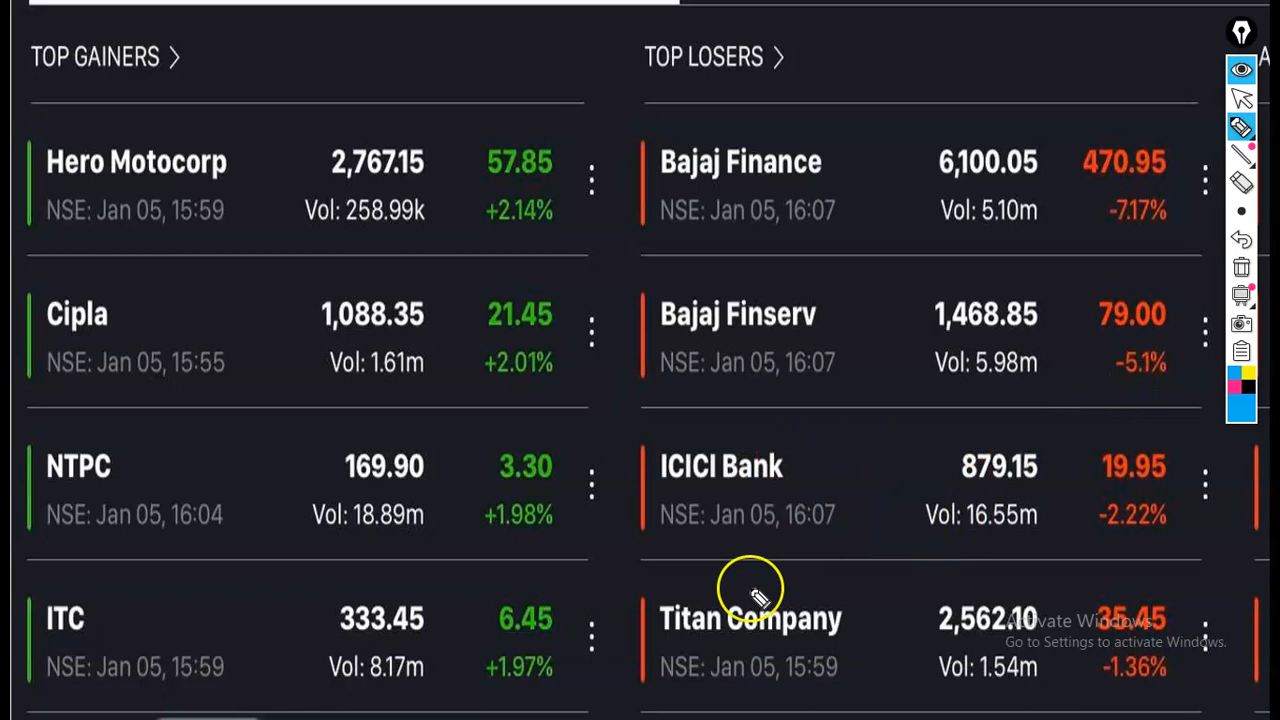 TOP GAINERS >
Hero Motocorp 2,767.15 57.85
NSE: Jan 05, 15:59 Vol: 258.99k +2.14%
Cipla 1,088.35 21.45
NSE: Jan 05, 15:55 Vol: 1.61m +2.01%
NTPC 169.90 3.30
NSE: Jan 05, 16:04 Vol: 18.89m +1.98%
ITC 333.45 6.45
NSE: Jan 05, 15:59 Vol: 8.17m +1.97%
TOP LOSERS >
Bajaj Finance 6,100.05 470.95
NSE: Jan 05, 16:07 Vol: 5.10m -7.17%
Bajaj Finserv 1,468.85 79.00
NSE: Jan 05, 16:07 Vol: 5.98m -5.1%
ICICI Bank 879.15 19.95
NSE: Jan 05, 16:07 Vol: 16.55m -2.22%
Titan Company 2,562.10 35.45
NSE: Jan 05, 15:59 Vol: 1.54m -1.36%
A
Activate Windows
Go to Settings to activate Windows.